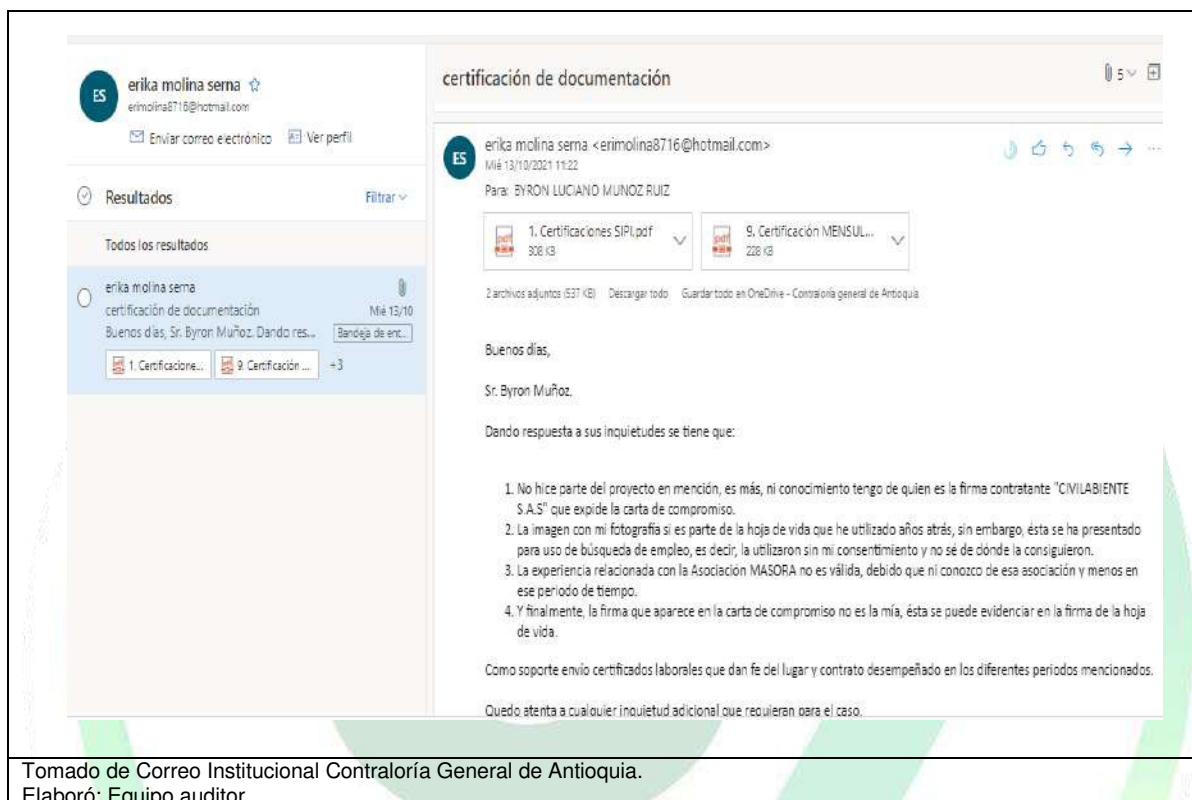 ES
erika molina serna
erimolina8716@hotmail.com
Enviar correo electrónico Ver perfil
Resultados Filtrar
Todos los resultados
erika molina serna
certificación de documentación Mié 13/10
Buenos días, Sr. Byron Muñoz. Dando res... Bandeja de ent...
1. Certificacione... 9. Certificación ... +3
certificación de documentación 5
ES
erika molina serna <erimolina8716@hotmail.com>
Mié 13/10/2021 11:22
Para: BYRON LUCIANO MUNOZ RUIZ
1. Certificaciones SIPI.pdf
308 KB
9. Certificación MENSUL...
228 KB
2 archivos adjuntos (537 KB) Descargar todo Guardar todo en OneDrive - Contraloria general de Antioquia
Buenos días,
Sr. Byron Muñoz.
Dando respuesta a sus inquietudes se tiene que:
1. No hice parte del proyecto en mención, es más, ni conocimiento tengo de quien es la firma contratante "CIVILABIENTE
S.A.S" que expide la carta de compromiso.
2. La imagen con mi fotografía si es parte de la hoja de vida que he utilizado años atrás, sin embargo, ésta se ha presentado
para uso de búsqueda de empleo, es decir, la utilizaron sin mi consentimiento y no sé de dónde la consiguieron.
3. La experiencia relacionada con la Asociación MASORA no es válida, debido que ni conozco de esa asociación y menos en
ese periodo de tiempo.
4. Y finalmente, la firma que aparece en la carta de compromiso no es la mía, ésta se puede evidenciar en la firma de la hoja
de vida.
Como soporte envío certificados laborales que dan fe del lugar y contrato desempeñado en los diferentes periodos mencionados.
Quedo atenta a cualquier inquietud adicional que requieran para el caso.
Tomado de Correo Institucional Contraloría General de Antioquia.
Elaboró: Equipo auditor